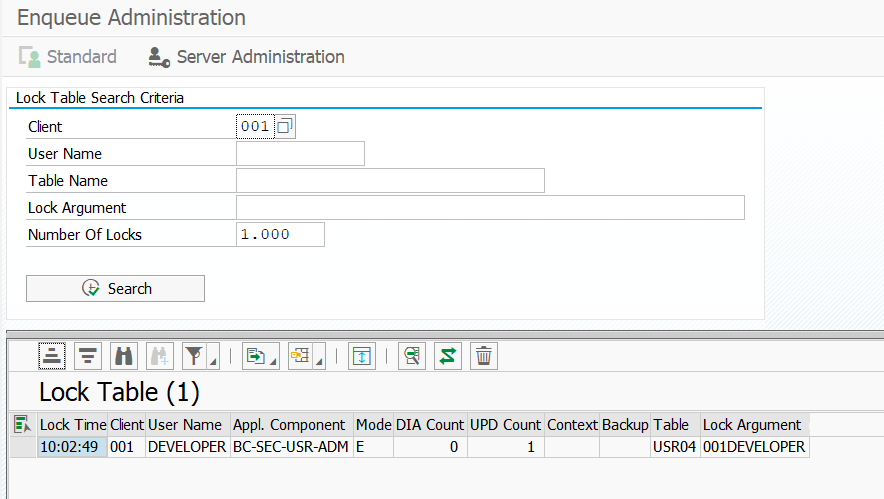 Enqueue Administration
Standard Server Administration
Lock Table Search Criteria
Client 001
User Name
Table Name
Lock Argument
Number Of Locks 1.000
Search
Lock Table (1)
Lock Time Client User Name Appl. Component Mode DIA Count UPD Count Context Backup Table Lock Argument
10:02:49 001 DEVELOPER BC-SEC-USR-ADM E 0 1 USR04 001DEVELOPER